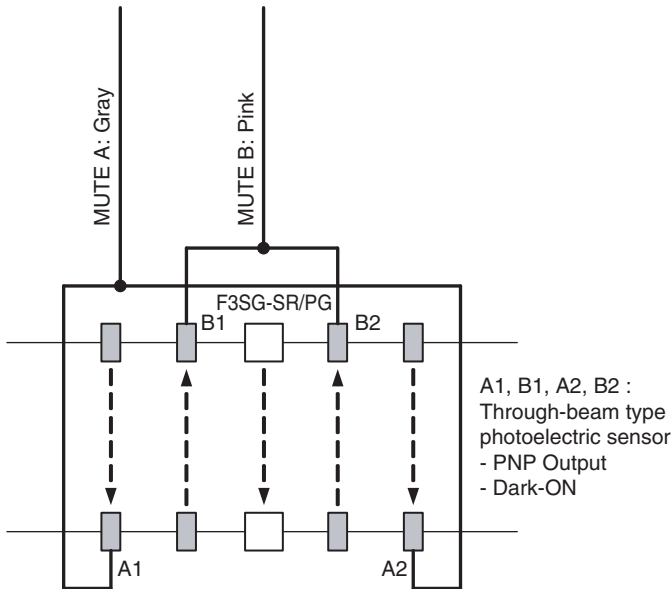 MUTE A: Gray
MUTE B: Pink
F3SG-SR/PG
B1
B2
A1
A2
A1, B1, A2, B2 :
Through-beam type
photoelectric sensor
- PNP Output
- Dark-ON